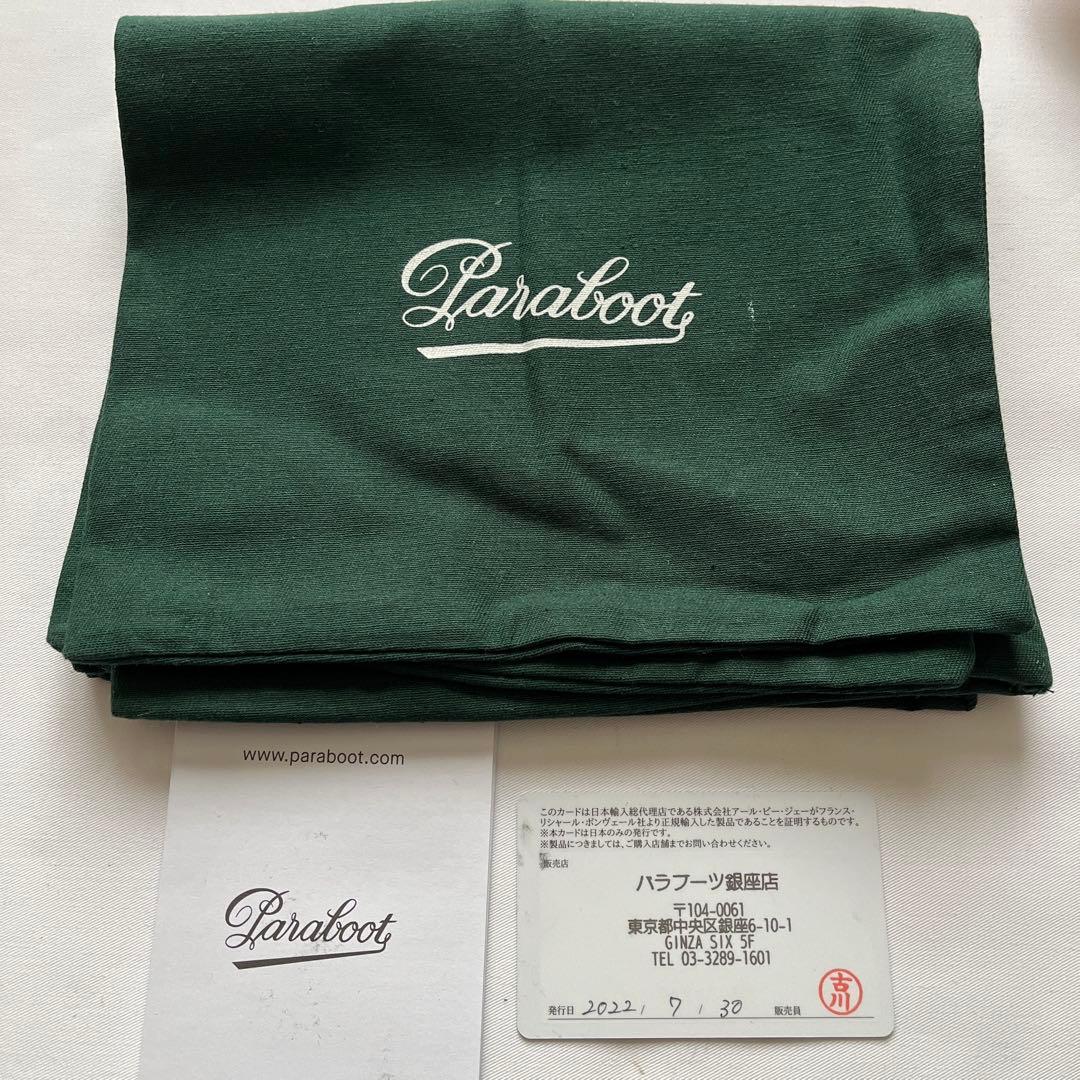 Paraboot
www.paraboot.com
Paraboot
このカードは日本輸入総代理店である株式会社アール・ピー・ジェーがフランス・
リシャール・ポンヴェール社より正規輸入した製品であることを証明するものです。
※本カードは日本のみの発行です。
※製品につきましては、ご購入店舗までお問い合わせください。
販売店
パラブーツ銀座店
〒104-0061
東京都中央区銀座6-10-1
GINZA SIX 5F
TEL 03-3289-1601
発行日 2022, 7, 30 販売員 古川